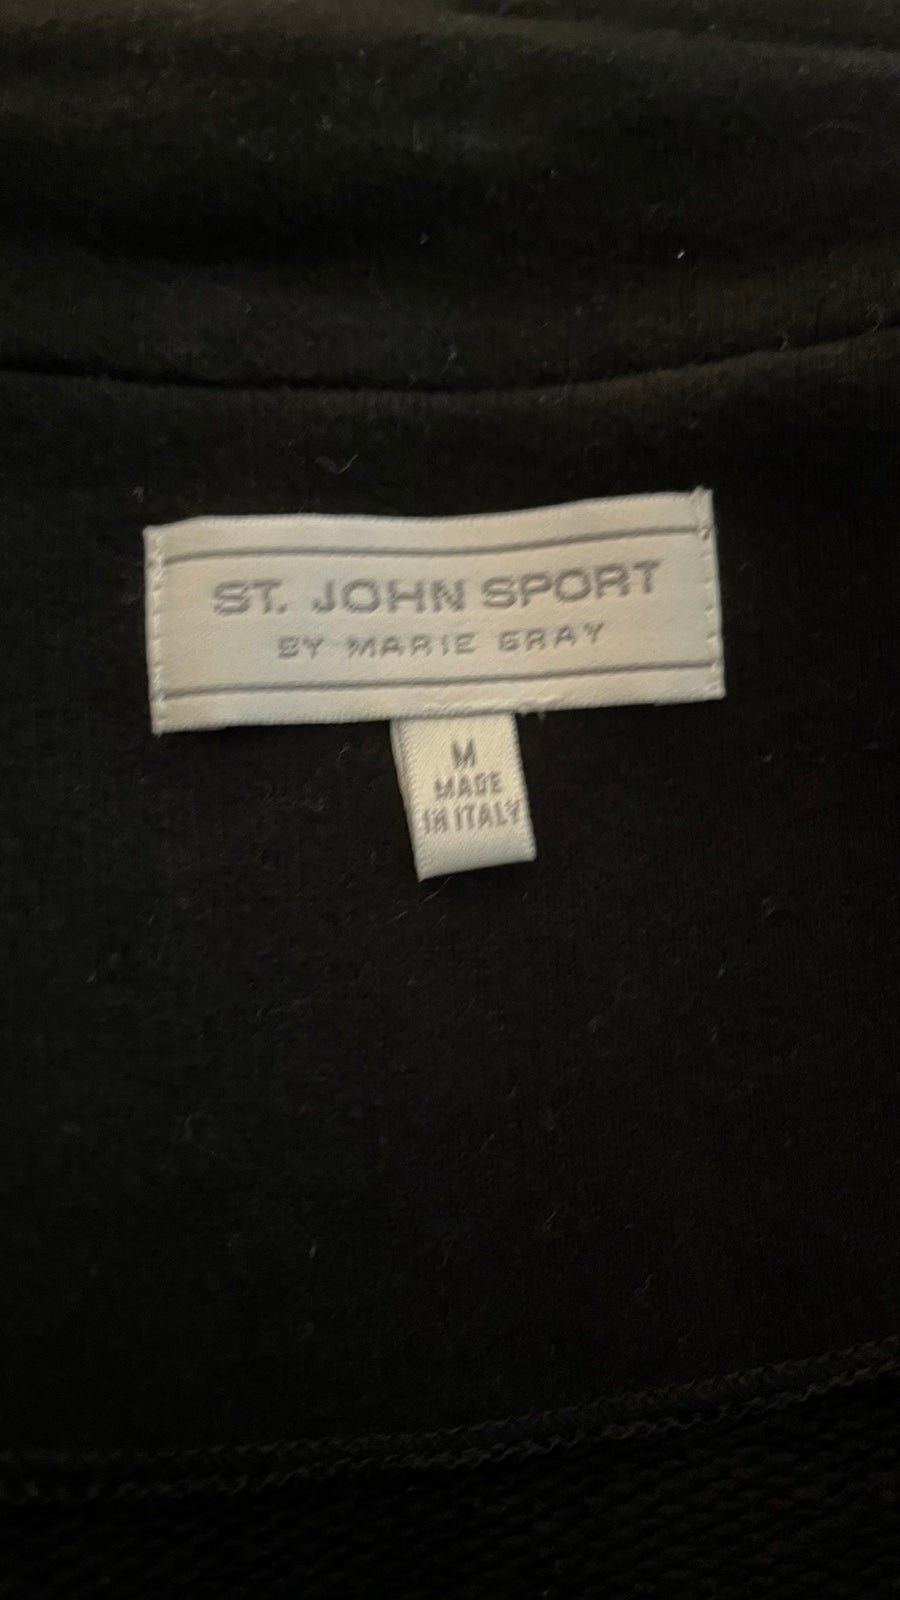 ST. JOHN SPORT
BY MARIE GRAY
M
MADE
IN ITALY